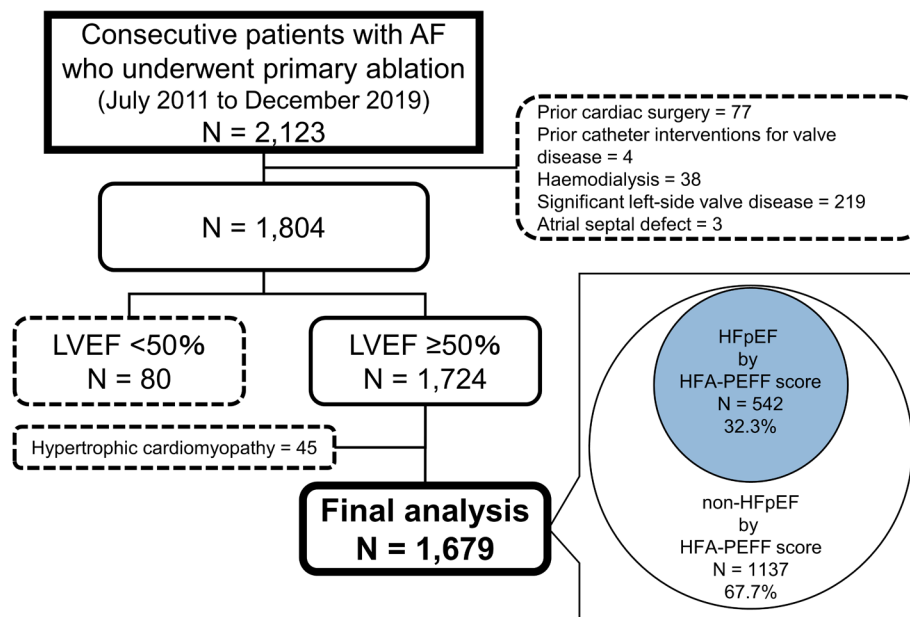 Consecutive patients with AF
who underwent primary ablation
(July 2011 to December 2019)
N = 2,123
Prior cardiac surgery = 77
Prior catheter interventions for valve
disease = 4
Haemodialysis = 38
Significant left-side valve disease = 219
Atrial septal defect = 3
N = 1,804
LVEF <50%
N = 80
LVEF ≥50%
N = 1,724
Hypertrophic cardiomyopathy = 45
Final analysis
N = 1,679
HFpEF
by
HFA-PEFF score
N = 542
32.3%
non-HFpEF
by
HFA-PEFF score
N = 1137
67.7%